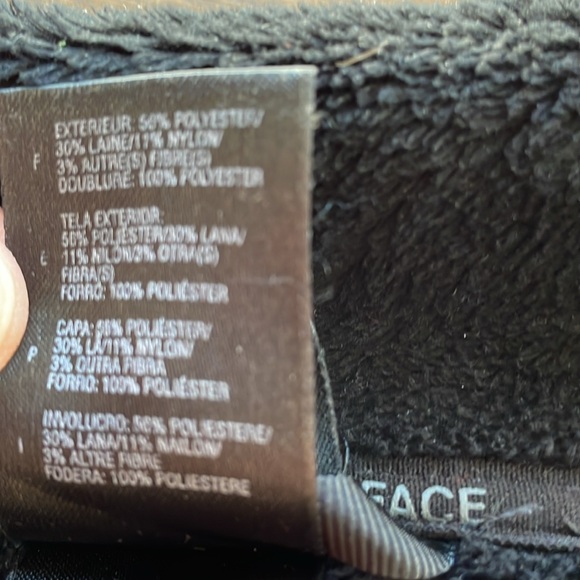 F
EXTERIEUR: 56% POLYESTER/
30% LAINE/11% NYLON/
3% AUTRE(S) FIBRE(S)
DOUBLURE: 100% POLYESTER
E
TELA EXTERIOR:
56% POLIÉSTER/30% LANA/
11% NILON/3% OTRA(S)
FIBRA(S)
FORRO: 100% POLIÉSTER
P
CAPA: 56% POLIÉSTER/
30% LÃ/11% NYLON/
3% OUTRA FIBRA
FORRO: 100% POLIÉSTER
I
INVOLUCRO: 56% POLIESTERE/
30% LANA/11% NAILON/
3% ALTRE FIBRE
FODERA: 100% POLIESTERE
FACE